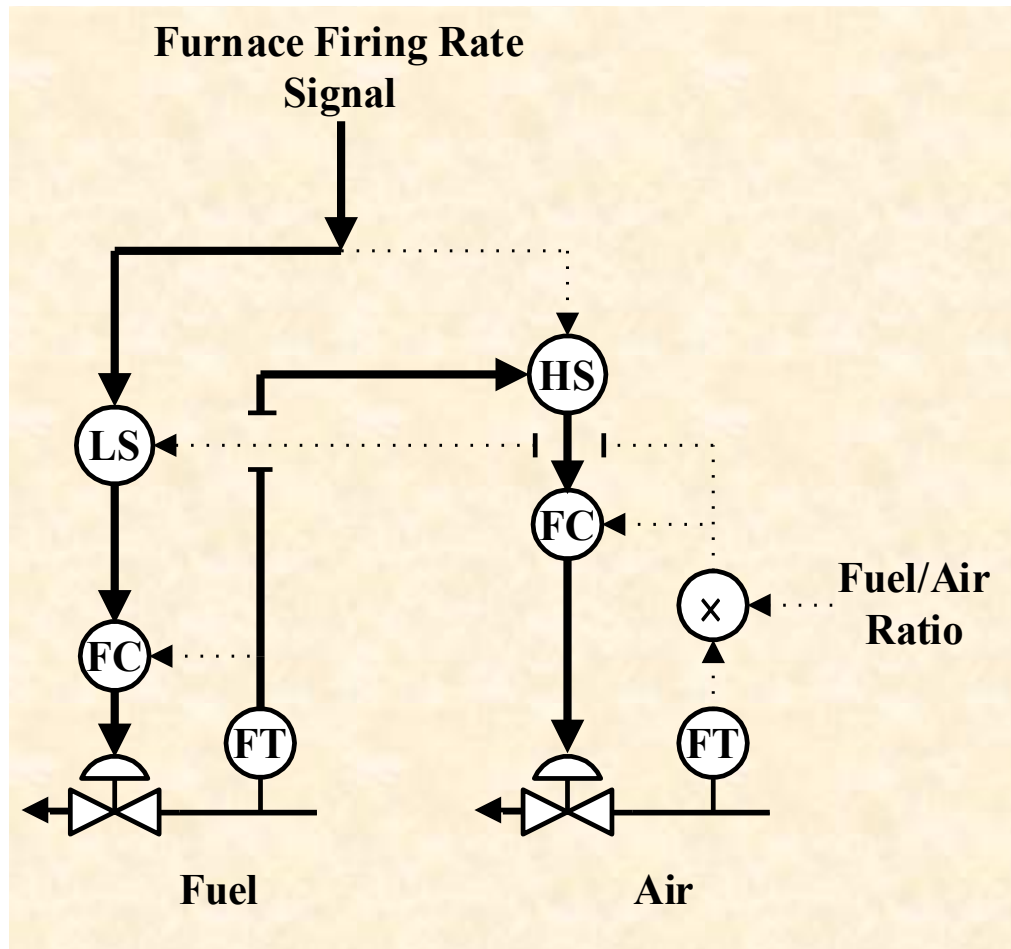 Furnace Firing Rate
Signal
HS
LS
FC
Fuel/Air
×
Ratio
FC
FT
FT
Fuel
Air